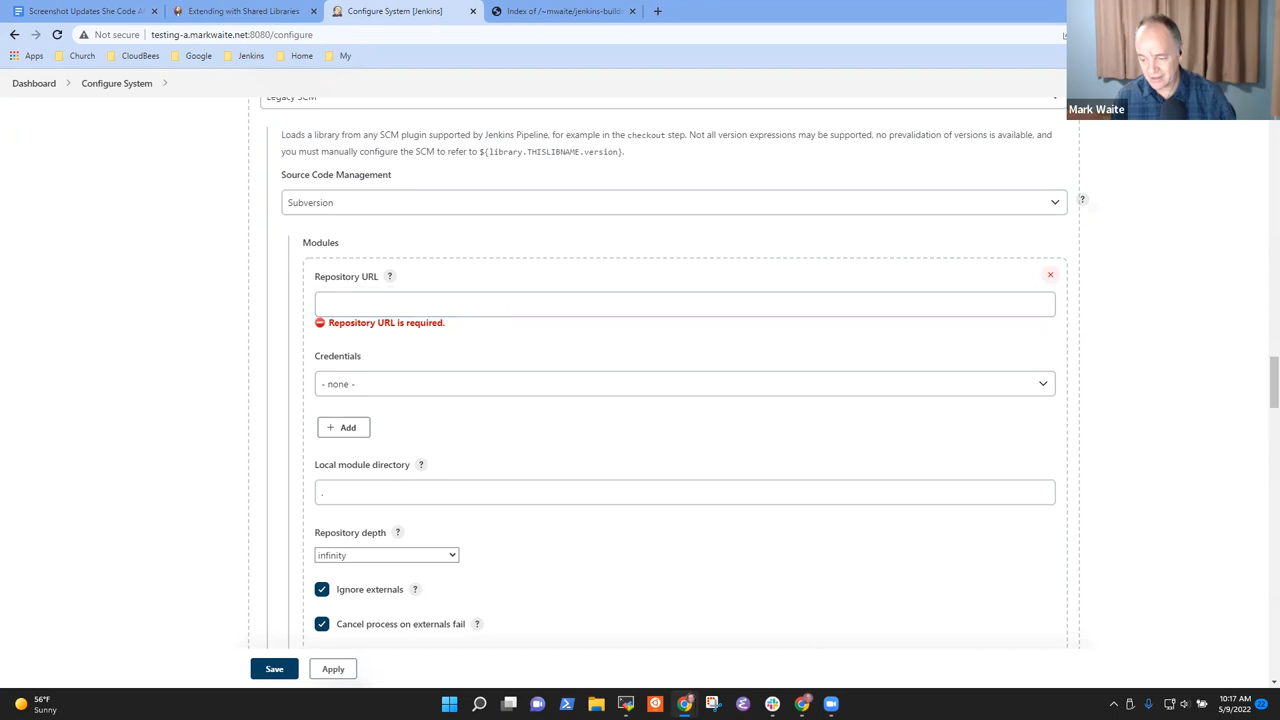 Screenshot Updates She Code A
Extending with Shared Libraries
Configure System [Jenkins]
Index of /~mwaite/jenkins-build
Not secure
testing-a.markwaite.net:8080/configure
Apps
Church
CloudBees
Google
Jenkins
Home
My
Mark Waite
Dashboard
Configure System
Legacy SCM
Loads a library from any SCM plugin supported by Jenkins Pipeline, for example in the checkout step. Not all version expressions may be supported, no prevalidation of versions is available, and
you must manually configure the SCM to refer to ${library.THISLIBNAME.version}.
Source Code Management
Subversion
?
Modules
Repository URL ?
Repository URL is required.
Credentials
- none -
+ Add
Local module directory ?
.
Repository depth ?
infinity
Ignore externals ?
Cancel process on externals fail ?
Save
Apply
56°F
Sunny
10:17 AM
5/9/2022
22